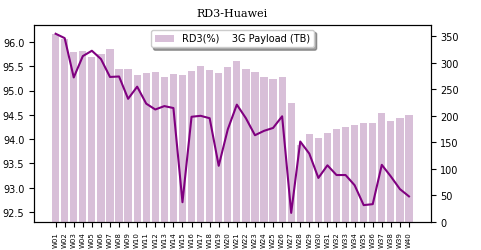 RD3-Huawei
RD3(%) 3G Payload (TB)
96.0
95.5
95.0
94.5
94.0
93.5
93.0
92.5
350
300
250
200
150
100
50
0
W01
W02
W03
W04
W05
W06
W07
W08
W09
W10
W11
W12
W13
W14
W15
W16
W17
W18
W19
W20
W21
W22
W23
W24
W25
W26
W27
W28
W29
W30
W31
W32
W33
W34
W35
W36
W37
W38
W39
W40